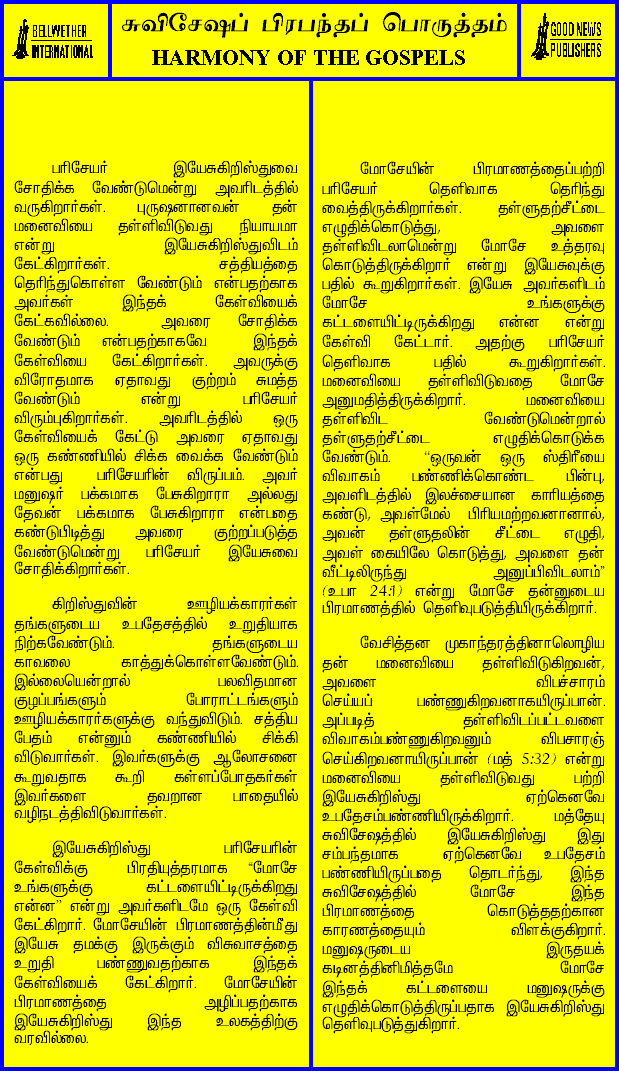 BELLWETHER
INTERNATIONAL
சுவிசேஷப் பிரபந்தப் பொருத்தம்
HARMONY OF THE GOSPELS
GOOD NEWS
PUBLISHERS
பரிசேயர் இயேசுகிறிஸ்துவை
சோதிக்க வேண்டுமென்று அவரிடத்தில்
வருகிறார்கள். புருஷனானவன் தன்
மனைவியை தள்ளிவிடுவது நியாயமா
என்று இயேசுகிறிஸ்துவிடம்
கேட்கிறார்கள். சத்தியத்தை
தெரிந்துகொள்ள வேண்டும் என்பதற்காக
அவர்கள் இந்தக் கேள்வியைக்
கேட்கவில்லை. அவரை சோதிக்க
வேண்டும் என்பதற்காகவே இந்தக்
கேள்வியை கேட்கிறார்கள். அவருக்கு
விரோதமாக ஏதாவது குற்றம் சுமத்த
வேண்டும் என்று பரிசேயர்
விரும்புகிறார்கள். அவரிடத்தில் ஒரு
கேள்வியைக் கேட்டு அவரை ஏதாவது
ஒரு கண்ணியில் சிக்க வைக்க வேண்டும்
என்பது பரிசேயரின் விருப்பம். அவர்
மனுஷர் பக்கமாக பேசுகிறாரா அல்லது
தேவன் பக்கமாக பேசுகிறாரா என்பதை
கண்டுபிடித்து அவரை குற்றப்படுத்த
வேண்டுமென்று பரிசேயர் இயேசுவை
சோதிக்கிறார்கள்.
கிறிஸ்துவின் ஊழியக்காரர்கள்
தங்களுடைய உபதேசத்தில் உறுதியாக
நிற்கவேண்டும். தங்களுடைய
காவலை காத்துக்கொள்ளவேண்டும்.
இல்லையென்றால் பலவிதமான
குழப்பங்களும் போராட்டங்களும்
ஊழியக்காரர்களுக்கு வந்துவிடும். சத்திய
பேதம் என்னும் கண்ணியில் சிக்கி
விடுவார்கள். இவர்களுக்கு ஆலோசனை
கூறுவதாக கூறி கள்ளப்போதகர்கள்
இவர்களை தவறான பாதையில்
வழிநடத்திவிடுவார்கள்.
இயேசுகிறிஸ்து பரிசேயரின்
கேள்விக்கு பிரதியுத்தரமாக “மோசே
உங்களுக்கு கட்டளையிட்டிருக்கிறது
என்ன” என்று அவர்களிடமே ஒரு கேள்வி
கேட்கிறார். மோசேயின் பிரமாணத்தின்மீது
இயேசு தமக்கு இருக்கும் விசுவாசத்தை
உறுதி பண்ணுவதற்காக இந்தக்
கேள்வியைக் கேட்கிறார். மோசேயின்
பிரமாணத்தை அழிப்பதற்காக
இயேசுகிறிஸ்து இந்த உலகத்திற்கு
வரவில்லை.
மோசேயின் பிரமாணத்தைப்பற்றி
பரிசேயர் தெளிவாக தெரிந்து
வைத்திருக்கிறார்கள். தள்ளுதற்சீட்டை
எழுதிக்கொடுத்து, அவளை
தள்ளிவிடலாமென்று மோசே உத்தரவு
கொடுத்திருக்கிறார் என்று இயேசுவுக்கு
பதில் கூறுகிறார்கள். இயேசு அவர்களிடம்
மோசே உங்களுக்கு
கட்டளையிட்டிருக்கிறது என்ன என்று
கேள்வி கேட்டார். அதற்கு பரிசேயர்
தெளிவாக பதில் கூறுகிறார்கள்.
மனைவியை தள்ளிவிடுவதை மோசே
அனுமதித்திருக்கிறார். மனைவியை
தள்ளிவிட வேண்டுமென்றால்
தள்ளுதற்சீட்டை எழுதிக்கொடுக்க
வேண்டும். “ஒருவன் ஒரு ஸ்திரீயை
விவாகம் பண்ணிக்கொண்ட பின்பு,
அவளிடத்தில் இலச்சையான காரியத்தை
கண்டு, அவள்மேல் பிரியமற்றவனானால்,
அவன் தள்ளுதலின் சீட்டை எழுதி,
அவள் கையிலே கொடுத்து, அவளை தன்
வீட்டிலிருந்து அனுப்பிவிடலாம்”
(உபா 24:1) என்று மோசே தன்னுடைய
பிரமாணத்தில் தெளிவுபடுத்தியிருக்கிறார்.
வேசித்தன முகாந்தரத்தினாலொழிய
தன் மனைவியை தள்ளிவிடுகிறவன்,
அவளை விபச்சாரம்
செய்யப் பண்ணுகிறவனாகயிருப்பான்.
அப்படித் தள்ளிவிடப்பட்டவளை
விவாகம்பண்ணுகிறவனும் விபசாரஞ்
செய்கிறவனாயிருப்பான் (மத் 5:32) என்று
மனைவியை தள்ளிவிடுவது பற்றி
இயேசுகிறிஸ்து ஏற்கெனவே
உபதேசம்பண்ணியிருக்கிறார். மத்தேயு
சுவிசேஷத்தில் இயேசுகிறிஸ்து இது
சம்பந்தமாக ஏற்கெனவே உபதேசம்
பண்ணியிருப்பதை தொடர்ந்து, இந்த
சுவிசேஷத்தில் மோசே இந்த
பிரமாணத்தை கொடுத்ததற்கான
காரணத்தையும் விளக்குகிறார்.
மனுஷருடைய இருதயக்
கடினத்தினிமித்தமே மோசே
இந்தக் கட்டளையை மனுஷருக்கு
எழுதிக்கொடுத்திருப்பதாக இயேசுகிறிஸ்து
தெளிவுபடுத்துகிறார்.